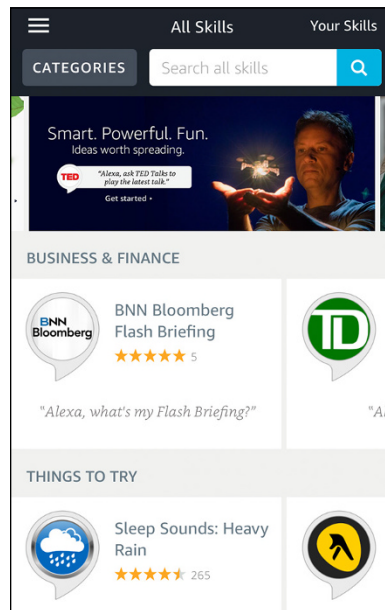 All Skills
Your Skills
CATEGORIES
Search all skills
Smart. Powerful. Fun.
Ideas worth spreading.
TED
"Alexa, ask TED Talks to
play the latest talk."
Get started
BUSINESS & FINANCE
BNN
Bloomberg
BNN Bloomberg
Flash Briefing
5
TD
"Alexa, what's my Flash Briefing?"
"A
THINGS TO TRY
Sleep Sounds: Heavy
Rain
265